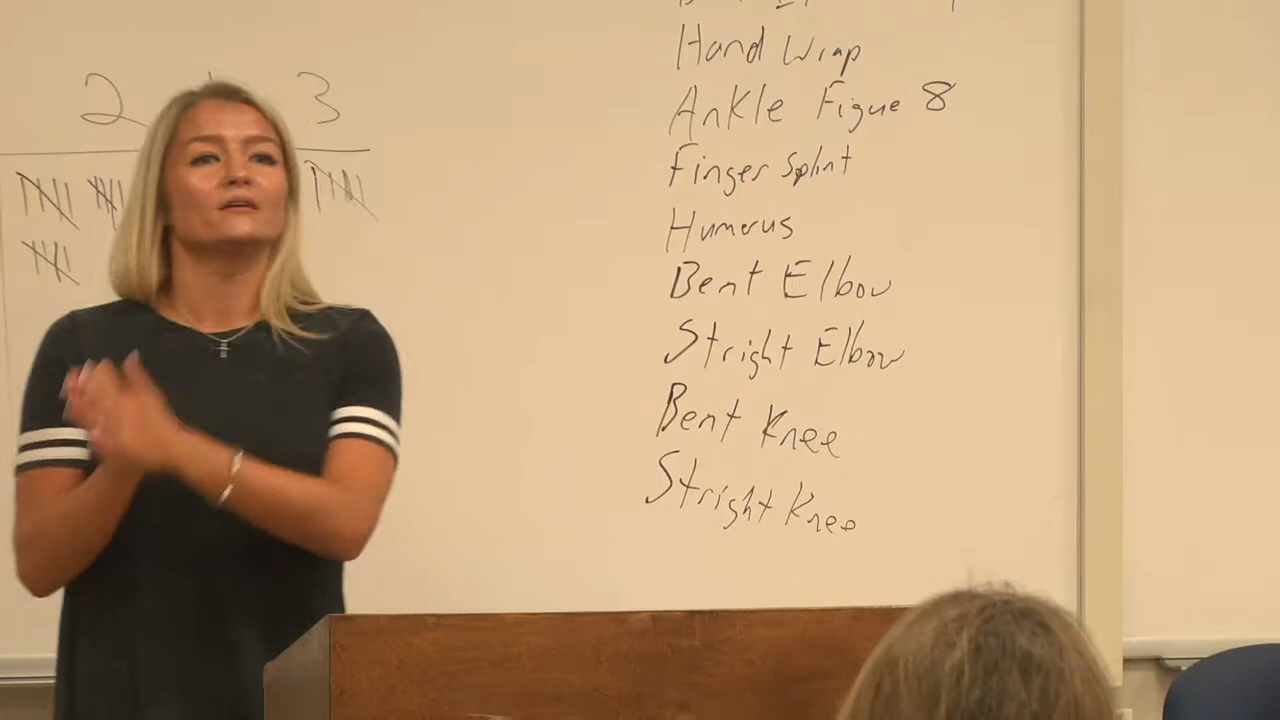 2 3
Hand Wrap
Ankle Figue 8
Finger Splint
Humerus
Bent Elbow
Stright Elbow
Bent Knee
Stright Knee